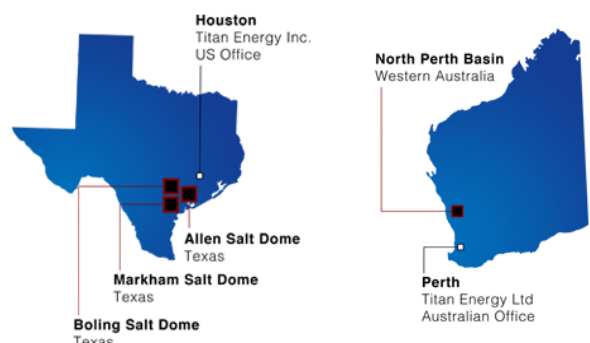 Houston
Titan Energy Inc.
US Office
Allen Salt Dome
Texas
Markham Salt Dome
Texas
Boling Salt Dome
Texas
North Perth Basin
Western Australia
Perth
Titan Energy Ltd
Australian Office